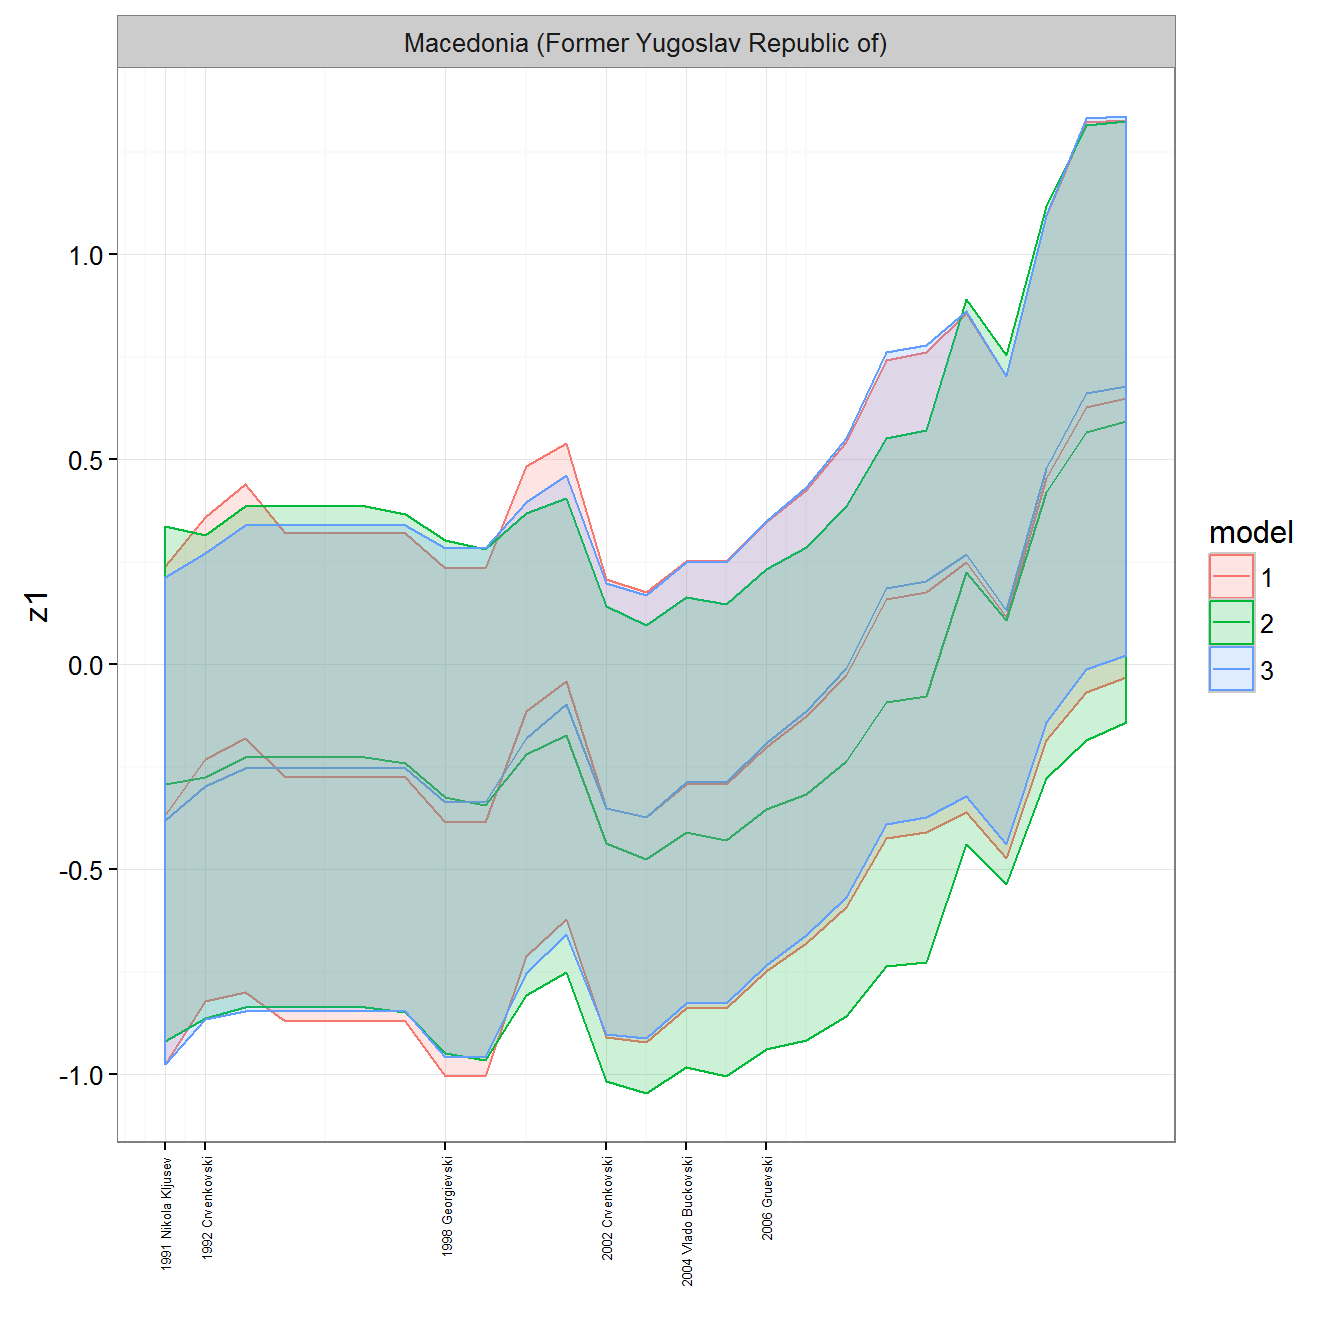 Macedonia (Former Yugoslav Republic of)
1.0
0.5
0.0
-0.5
-1.0
z1
1991 Nikola Kljusev
1992 Crvenkovski
1998 Georgievski
2002 Crvenkovski
2004 Vlado Buckovski
2006 Gruevski
model
1
2
3